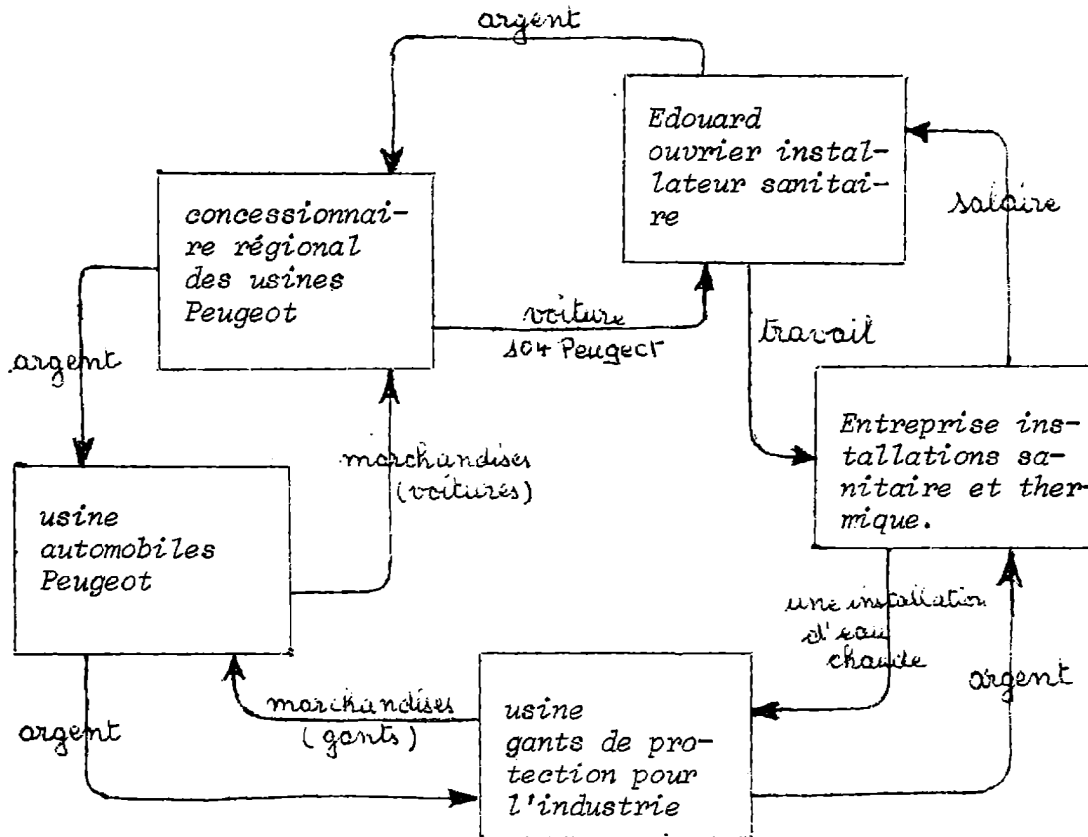 argent
Edouard
ouvrier instal-
lateur sanitai-
re
salaire
concessionnai-
re régional
des usines
Peugeot
voiture
104 Peugeot
travail
argent
marchandises
(voitures)
Entreprise ins-
tallations sa-
nitaire et ther-
mique.
usine
automobiles
Peugeot
une installation
d'eau
chaude
argent
marchandises
(gants)
argent
usine
gants de pro-
tection pour
l'industrie